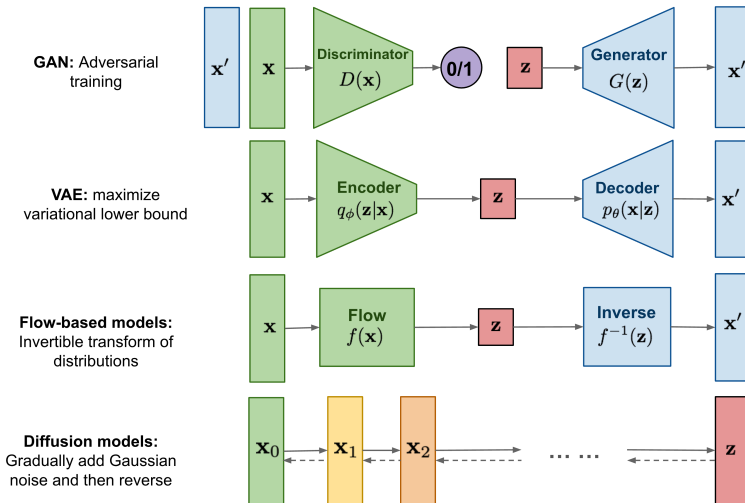 GAN: Adversarial
training
x′
x
Discriminator
D(x)
0/1
z
Generator
G(z)
x′
VAE: maximize
variational lower bound
x
Encoder
qϕ(z|x)
z
Decoder
pθ(x|z)
x′
Flow-based models:
Invertible transform of
distributions
x
Flow
f(x)
z
Inverse
f⁻¹(z)
x′
Diffusion models:
Gradually add Gaussian
noise and then reverse
x₀
x₁
x₂
... ...
z